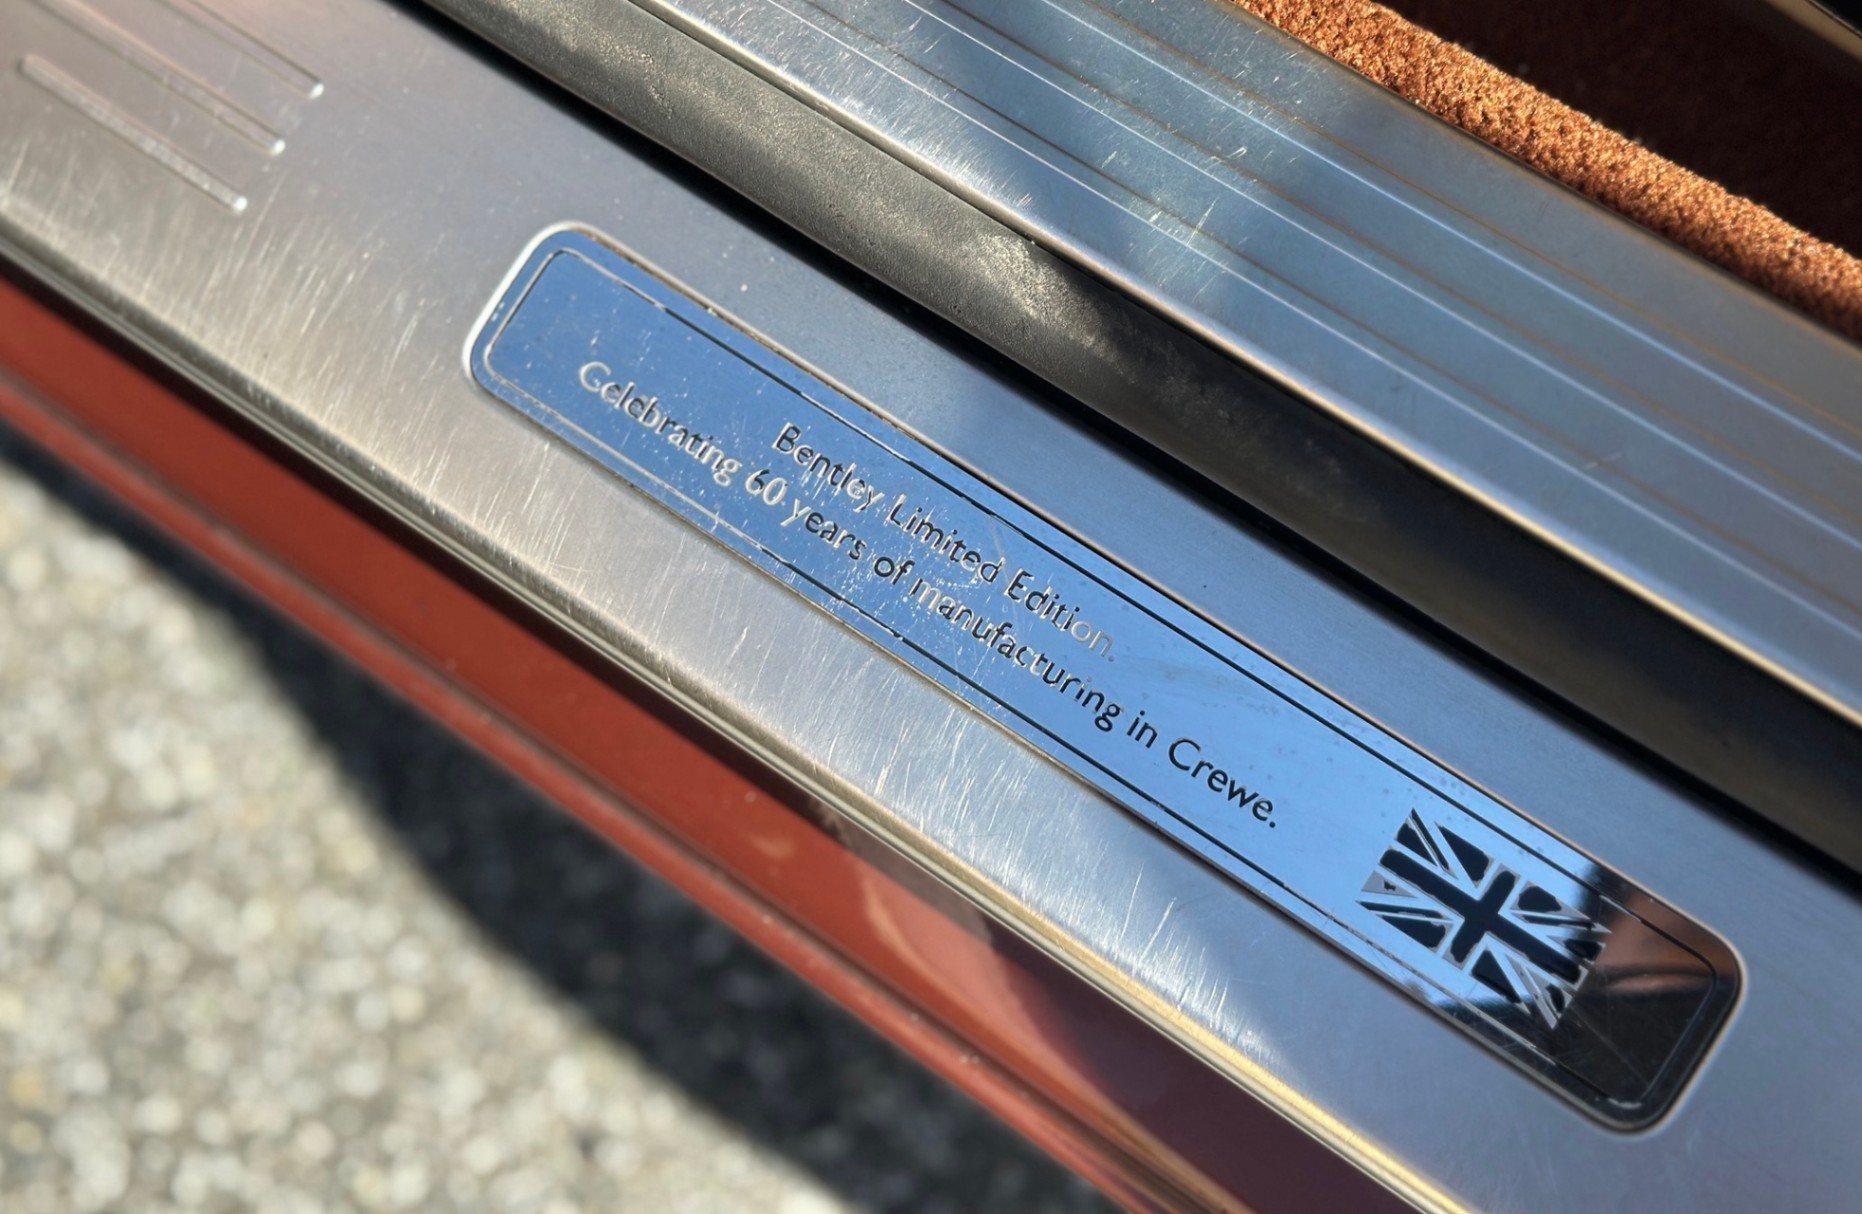 Bentley Limited Edition.
Celebrating 60 years of manufacturing in Crewe.